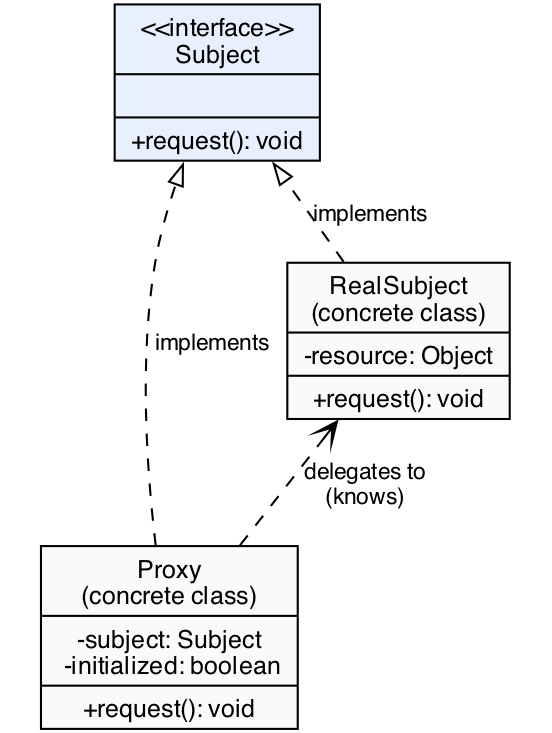 <<interface>>
Subject
+request(): void
implements
RealSubject
(concrete class)
-resource: Object
+request(): void
implements
delegates to
(knows)
Proxy
(concrete class)
-subject: Subject
-initialized: boolean
+request(): void